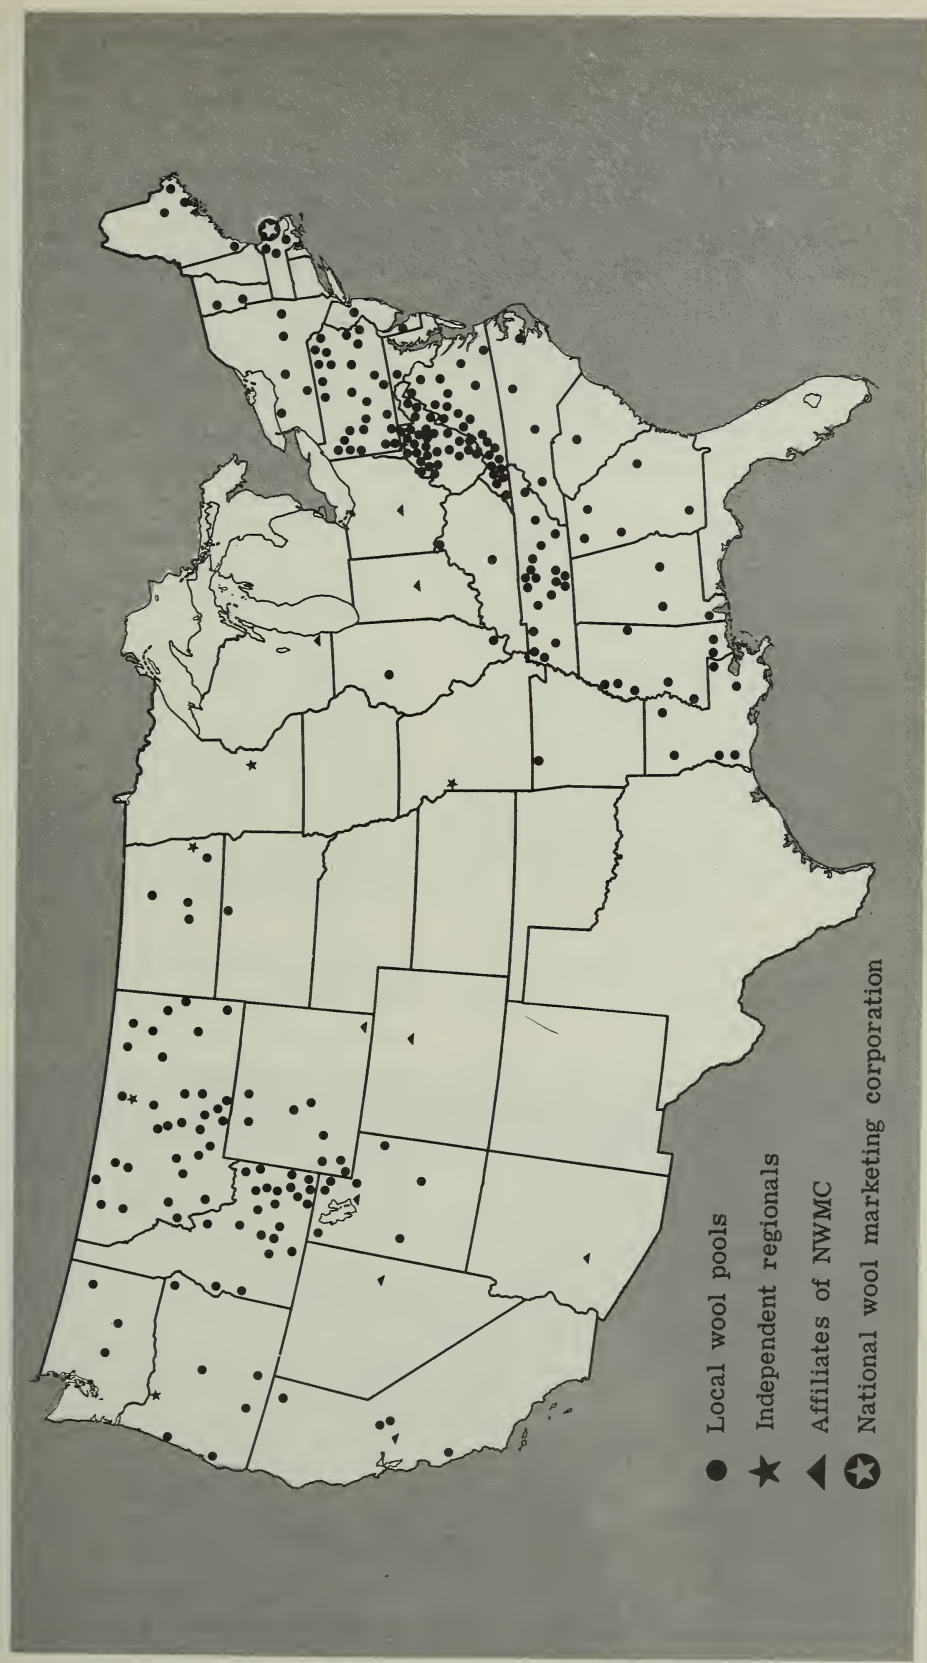 Local wool pools
Independent regionals
Affiliates of NWMC
National wool marketing corporation